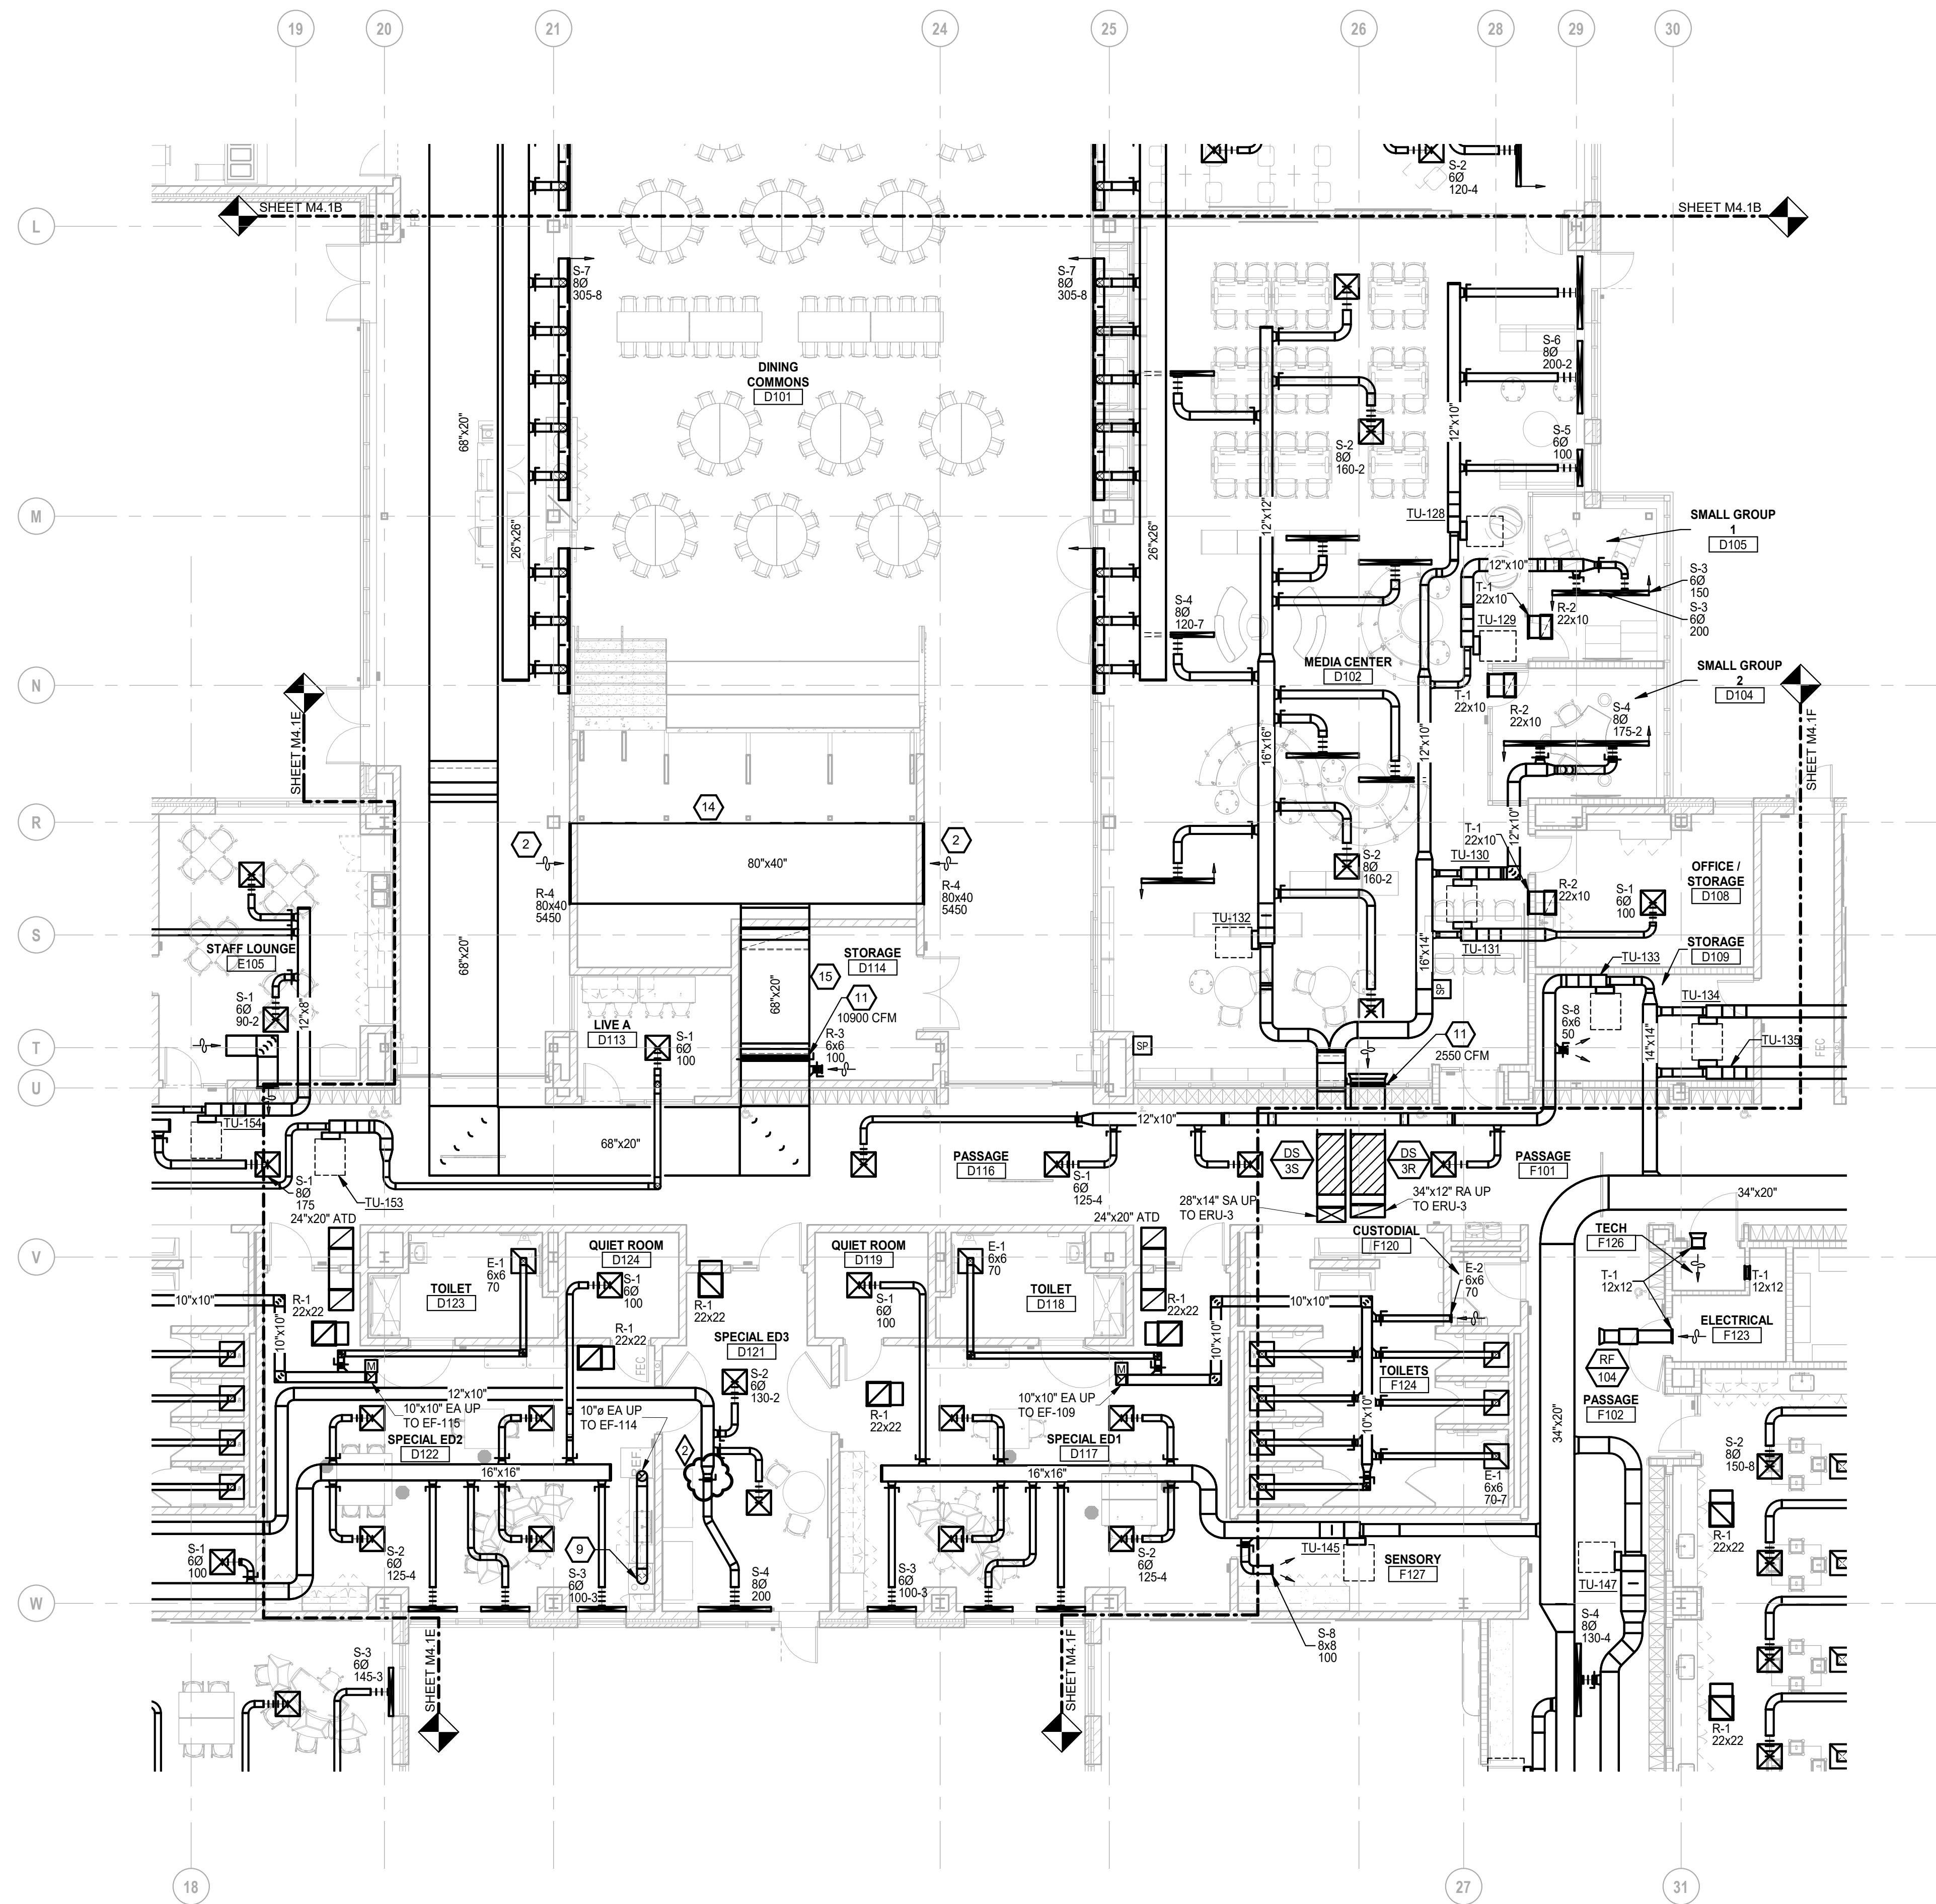 19
20
21
24
25
26
28
29
30
S-2
6Ø
120-4
SHEET M4.1B
SHEET M4.1B
L
FEC
S-7
8Ø
305-8
S-7
8Ø
305-8
S-6
8Ø
200-2
DINING
COMMONS
D101
68"x20"
12"x10"
S-5
6Ø
100
S-2
8Ø
160-2
M
26"x26"
26"x26"
12"x12"
TU-128
SMALL GROUP
1
D105
12"x10"
S-3
6Ø
150
S-3
6Ø
200
T-1
22x10
R-2
22x10
S-4
8Ø
120-7
TU-129
MEDIA CENTER
D102
SMALL GROUP
2
D104
N
T-1
22x10
R-2
22x10
S-4
8Ø
175-2
SHEET M4.1E
SHEET M4.1F
16"x16"
12"x10"
R
14
2
2
80"x40"
R-4
80x40
5450
R-4
80x40
5450
T-1
22x10
12"x10"
TU-130
S-2
8Ø
160-2
R-2
22x10
S-1
6Ø
100
OFFICE /
STORAGE
D108
S
TU-132
TU-131
STAFF LOUNGE
E105
68"x20"
68"x20"
STORAGE
D114
15
11
10900 CFM
16"x14"
SP
STORAGE
D109
TU-133
TU-134
S-1
6Ø
90-2
12"x8"
LIVE A
D113
S-1
6Ø
100
R-3
6x6
100
SP
11
2550 CFM
S-8
6x6
50
14"x14"
TU-135
FEC
T
U
TU-154
68"x20"
12"x10"
PASSAGE
D116
DS
3S
DS
3R
PASSAGE
F101
S-1
8Ø
175
TU-153
S-1
6Ø
125-4
28"x14" SA UP
TO ERU-3
34"x12" RA UP
TO ERU-3
34"x20"
24"x20" ATD
24"x20" ATD
V
QUIET ROOM
D124
QUIET ROOM
D119
CUSTODIAL
F120
TECH
F126
E-1
6x6
70
E-1
6x6
70
E-2
6x6
70
TOILET
D123
TOILET
D118
S-1
6Ø
100
S-1
6Ø
100
T-1
12x12
T-1
12x12
10"x10"
R-1
22x22
R-1
22x22
R-1
22x22
10"x10"
10"x10"
R-1
22x22
SPECIAL ED3
D121
10"x10"
ELECTRICAL
F123
RF
104
FEC
M
M
S-2
6Ø
130-2
TOILETS
F124
PASSAGE
F102
12"x10"
10"x10" EA UP
TO EF-115
10"ø EA UP
TO EF-114
R-1
22x22
10"x10" EA UP
TO EF-109
10"x10"
34"x20"
SPECIAL ED2
D122
2
REF
SPECIAL ED1
D117
S-2
8Ø
150-8
16"x16"
16"x16"
E-1
6x6
70-7
R-1
22x22
S-1
6Ø
100
S-2
6Ø
125-4
9
S-3
6Ø
100-3
S-4
8Ø
200
S-3
6Ø
100-3
S-2
6Ø
125-4
TU-145
SENSORY
F127
TU-147
W
S-4
8Ø
130-4
S-8
8x8
100
S-3
6Ø
145-3
SHEET M4.1E
SHEET M4.1F
R-1
22x22
18
27
31